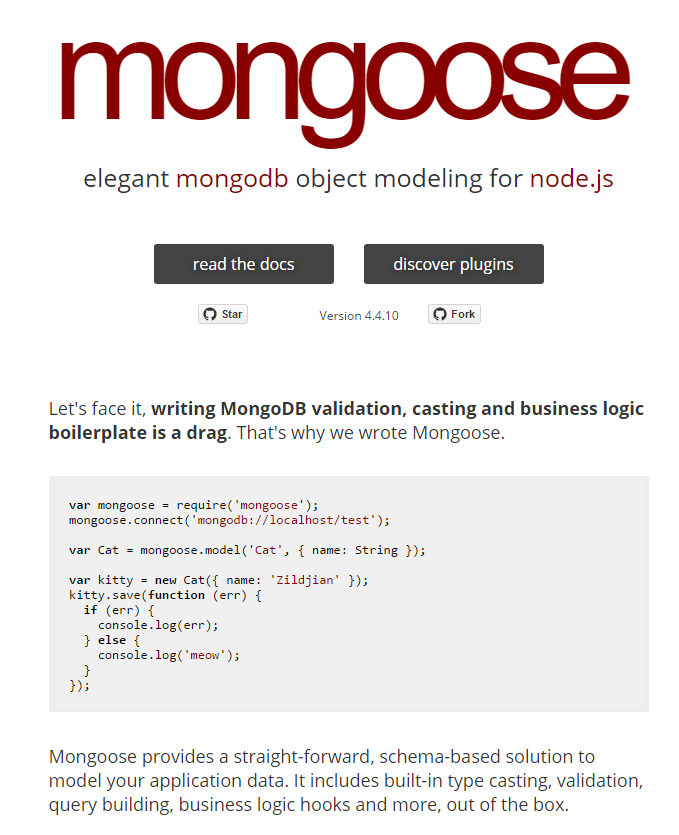 mongoose
elegant mongodb object modeling for node.js
read the docs
discover plugins
Star
Version 4.4.10
Fork
Let's face it, writing MongoDB validation, casting and business logic
boilerplate is a drag. That's why we wrote Mongoose.
var mongoose = require('mongoose');
mongoose.connect('mongodb://localhost/test');
var Cat = mongoose.model('Cat', { name: String });
var kitty = new Cat({ name: 'Zildjian' });
kitty.save(function (err) {
  if (err) {
    console.log(err);
  } else {
    console.log('meow');
  }
});
Mongoose provides a straight-forward, schema-based solution to
model your application data. It includes built-in type casting, validation,
query building, business logic hooks and more, out of the box.